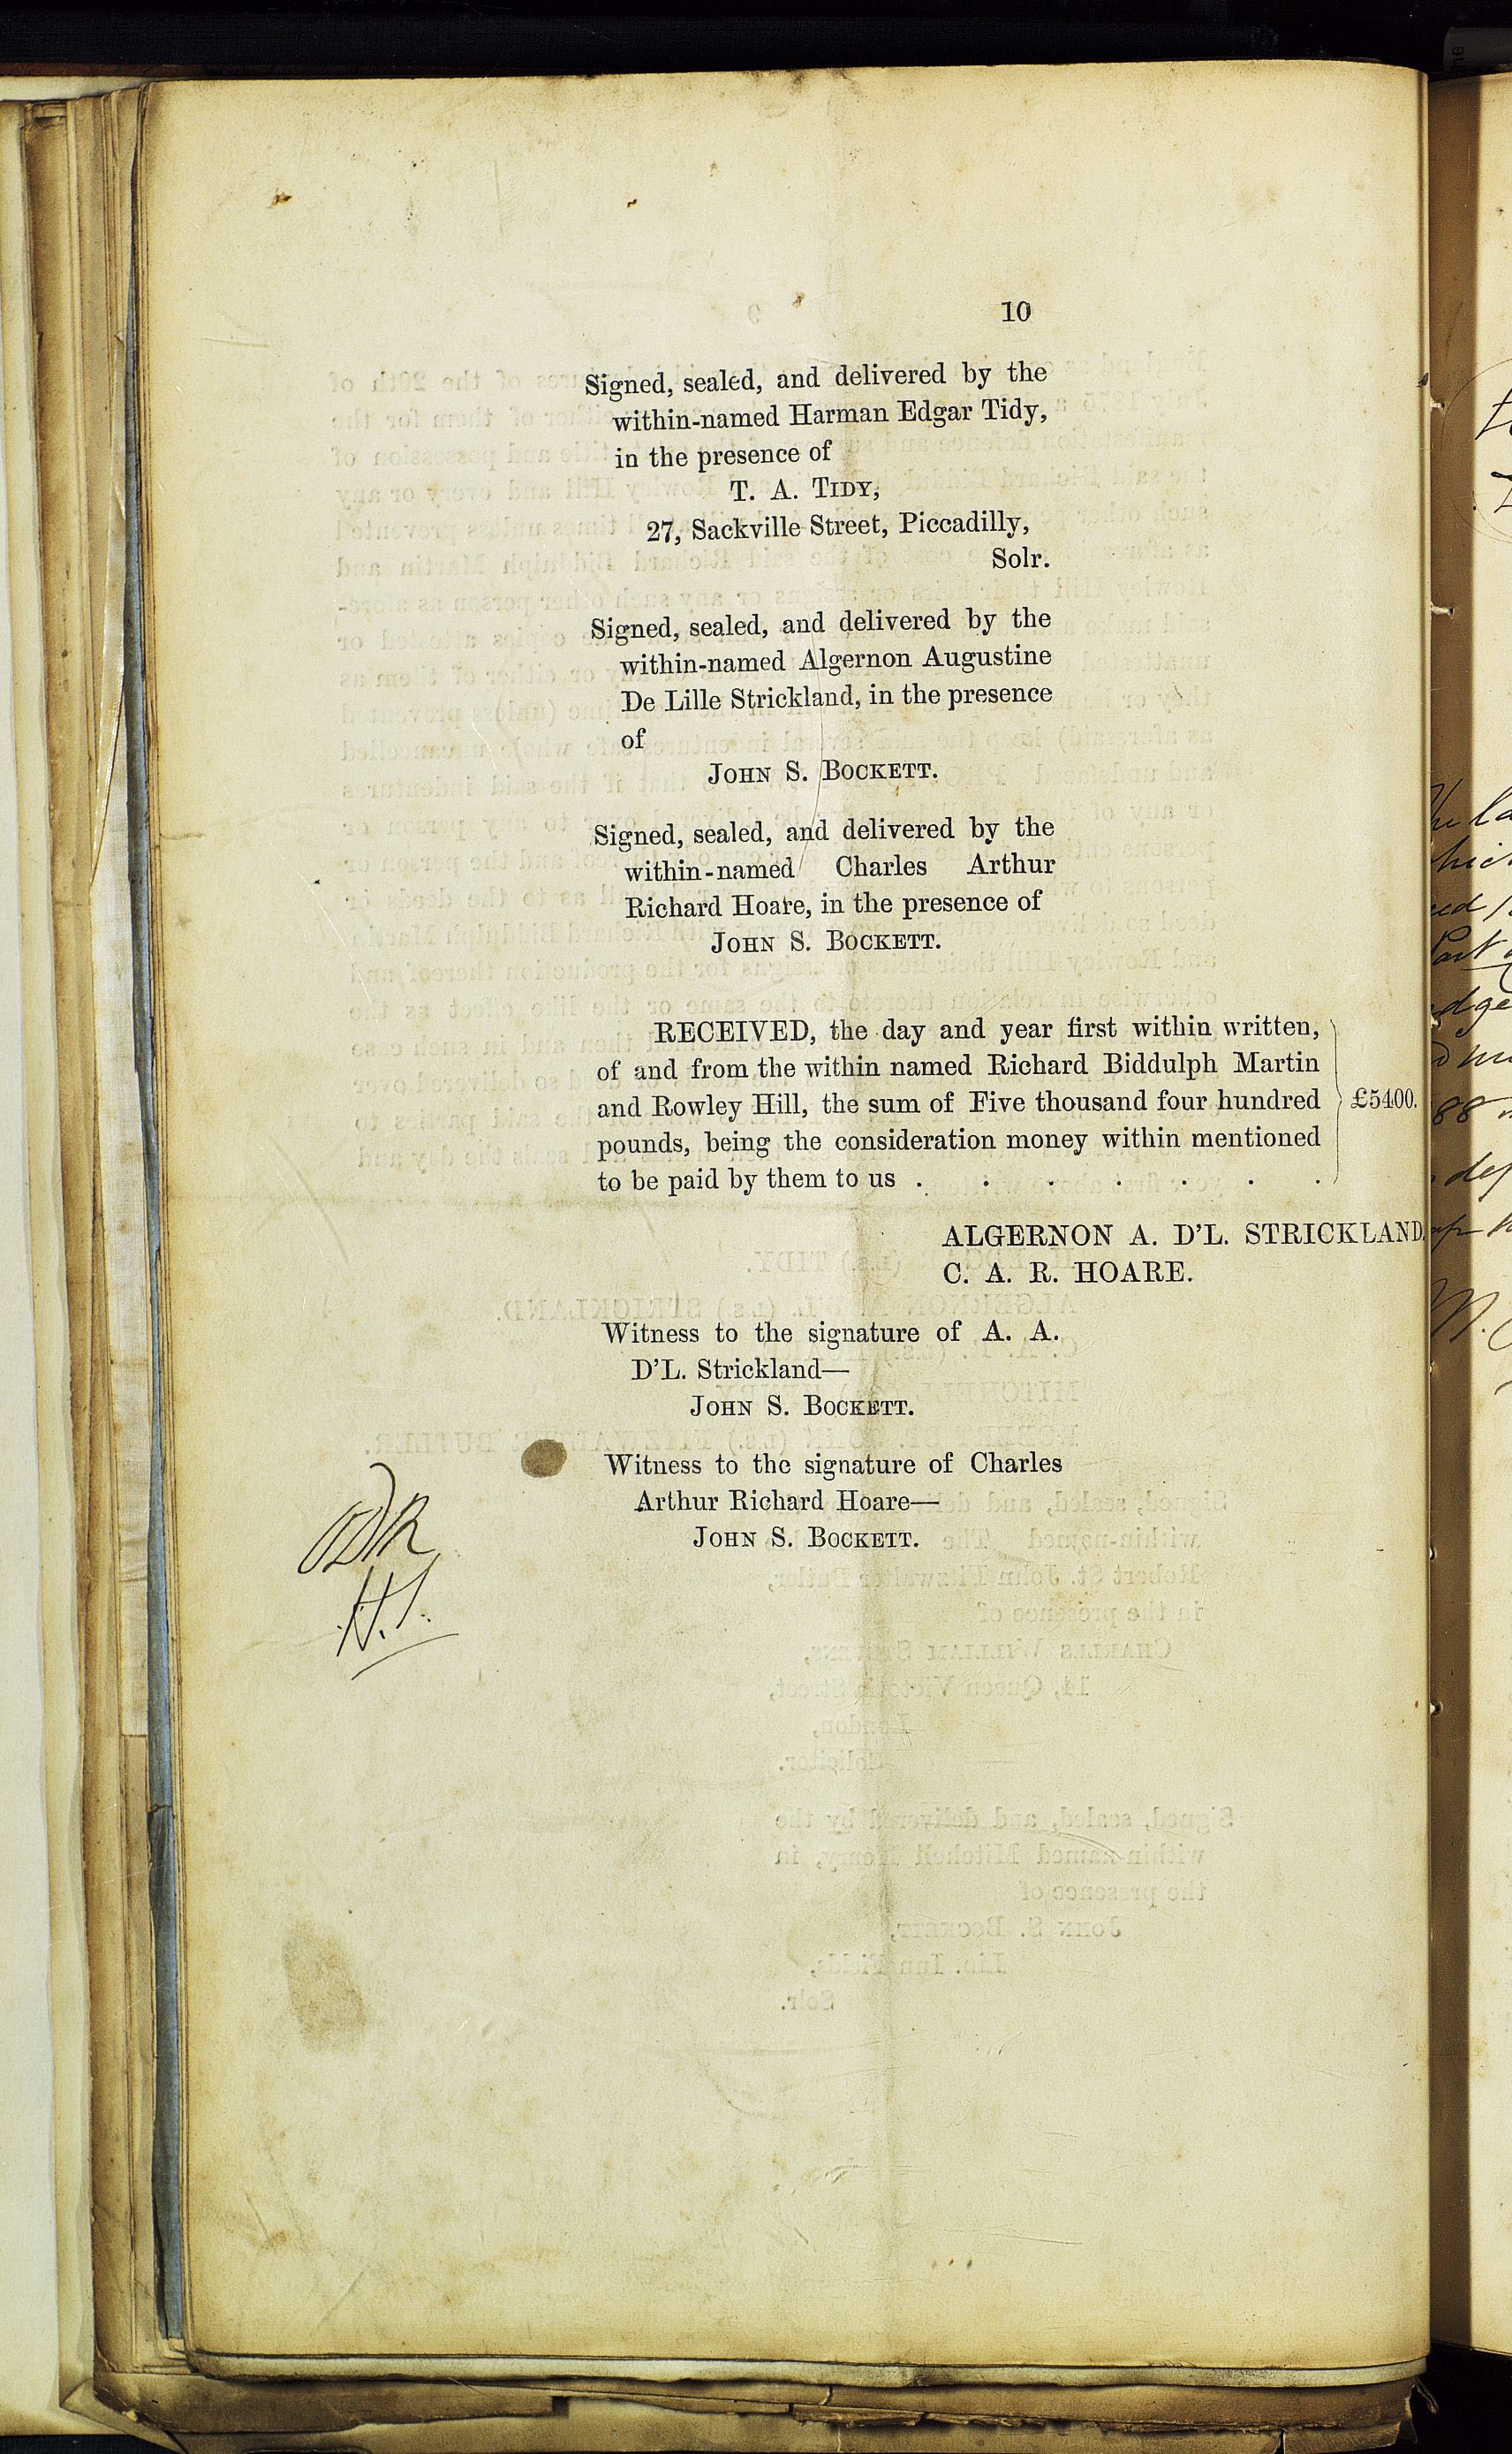 10
Signed, sealed, and delivered by the
within-named Harman Edgar Tidy,
in the presence of
T. A. TIDY,
27, Sackville Street, Piccadilly,
Solr.
Signed, sealed, and delivered by the
within-named Algernon Augustine
De Lille Strickland, in the presence
of
JOHN S. BOCKETT.
Signed, sealed, and delivered by the
within-named Charles Arthur
Richard Hoare, in the presence of
JOHN S. BOCKETT.
RECEIVED, the day and year first within written,
of and from the within named Richard Biddulph Martin
and Rowley Hill, the sum of Five thousand four hundred
pounds, being the consideration money within mentioned
to be paid by them to us . . . . . . .
£5400.
ALGERNON A. D'L. STRICKLAND.
C. A. R. HOARE.
Witness to the signature of A. A.
D'L. Strickland—
JOHN S. BOCKETT.
Witness to the signature of Charles
Arthur Richard Hoare—
JOHN S. BOCKETT.